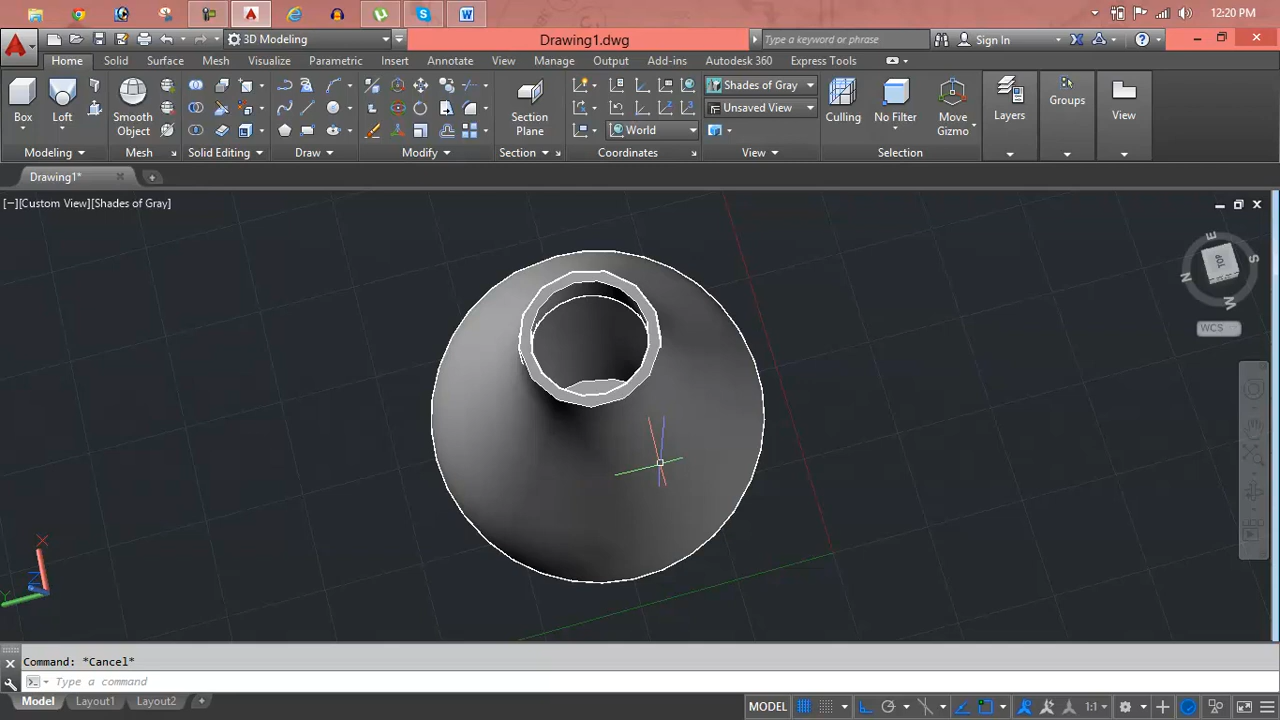 12:20 PM
3D Modeling
Drawing1.dwg
Type a keyword or phrase
Sign In
Home Solid Surface Mesh Visualize Parametric Insert Annotate View Manage Output Add-ins Autodesk 360 Express Tools
Box
Loft
Smooth Object
Section Plane
Shades of Gray
Unsaved View
World
Culling
No Filter
Move Gizmo
Layers
Groups
View
Modeling
Mesh
Solid Editing
Draw
Modify
Section
Coordinates
View
Selection
Drawing1*
[−][Custom View][Shades of Gray]
E
N
TOP
S
W
WCS
X
Z
Y
Command: *Cancel*
Type a command
Model Layout1 Layout2
MODEL
1:1